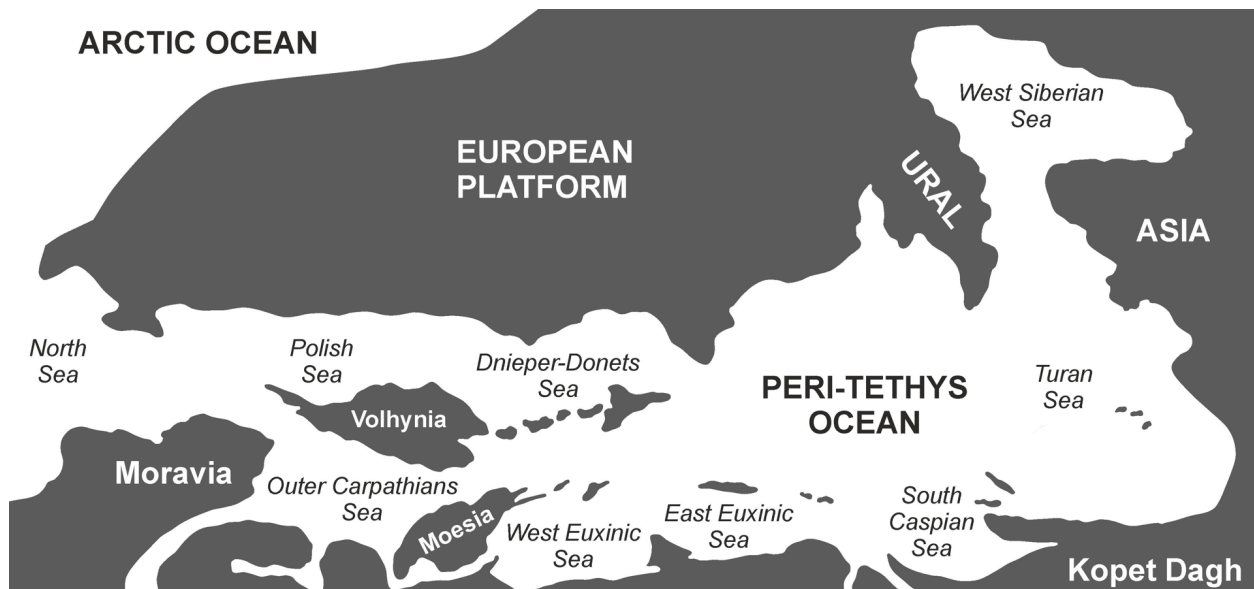 ARCTIC OCEAN
West Siberian
Sea
EUROPEAN
PLATFORM
URAL
ASIA
North
Sea
Polish
Sea
Dnieper-Donets
Sea
PERI-TETHYS
OCEAN
Turan
Sea
Volhynia
Moravia
Outer Carpathians
Sea
Moesia
West Euxinic
Sea
East Euxinic
Sea
South
Caspian
Sea
Kopet Dagh